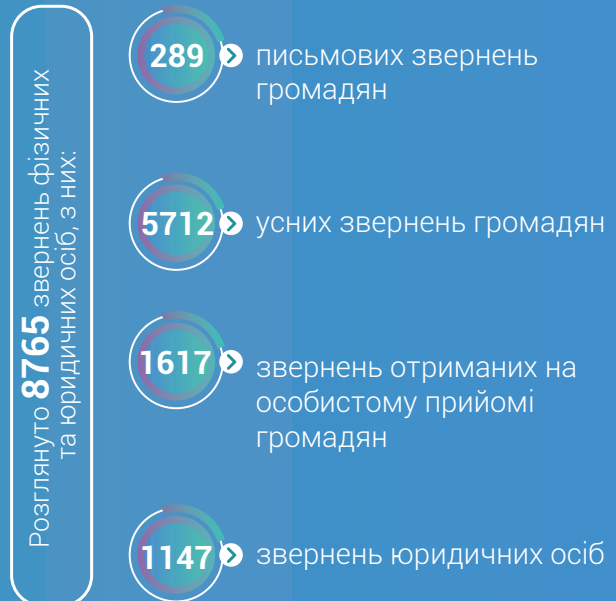 Розглянуто 8765 звернень фізичних
та юридичних осіб, з них:
289
письмових звернень
громадян
5712
усних звернень громадян
1617
звернень отриманих на
особистому прийомі
громадян
1147
звернень юридичних осіб